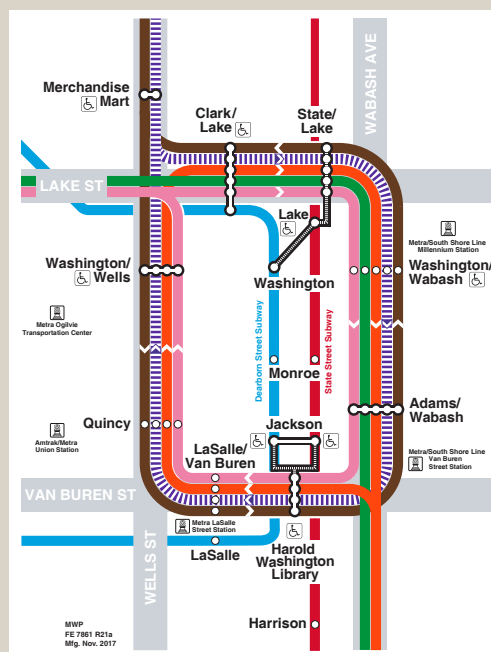 WABASH AVE
Merchandise
Mart
Clark/
Lake
State/
Lake
LAKE ST
Lake
Metra/South Shore Line
Millennium Station
Washington/
Wells
Washington
Washington/
Wabash
Metra Ogilvie
Transportation Center
Dearborn Street Subway
State Street Subway
Monroe
Adams/
Wabash
Quincy
Jackson
Amtrak/Metra
Union Station
LaSalle/
Van Buren
Metra/South Shore Line
Van Buren
Street Station
VAN BUREN ST
Metra LaSalle
Street Station
LaSalle
Harold
Washington
Library
WELLS ST
Harrison
MWP
FE 7861 R21a
Mfg. Nov. 2017